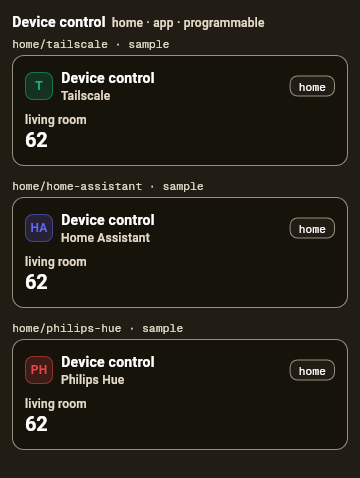 Device control home · app · programmable
home/tailscale · sample
T
Device control
Tailscale
home
living room
62
home/home-assistant · sample
HA
Device control
Home Assistant
home
living room
62
home/philips-hue · sample
PH
Device control
Philips Hue
home
living room
62